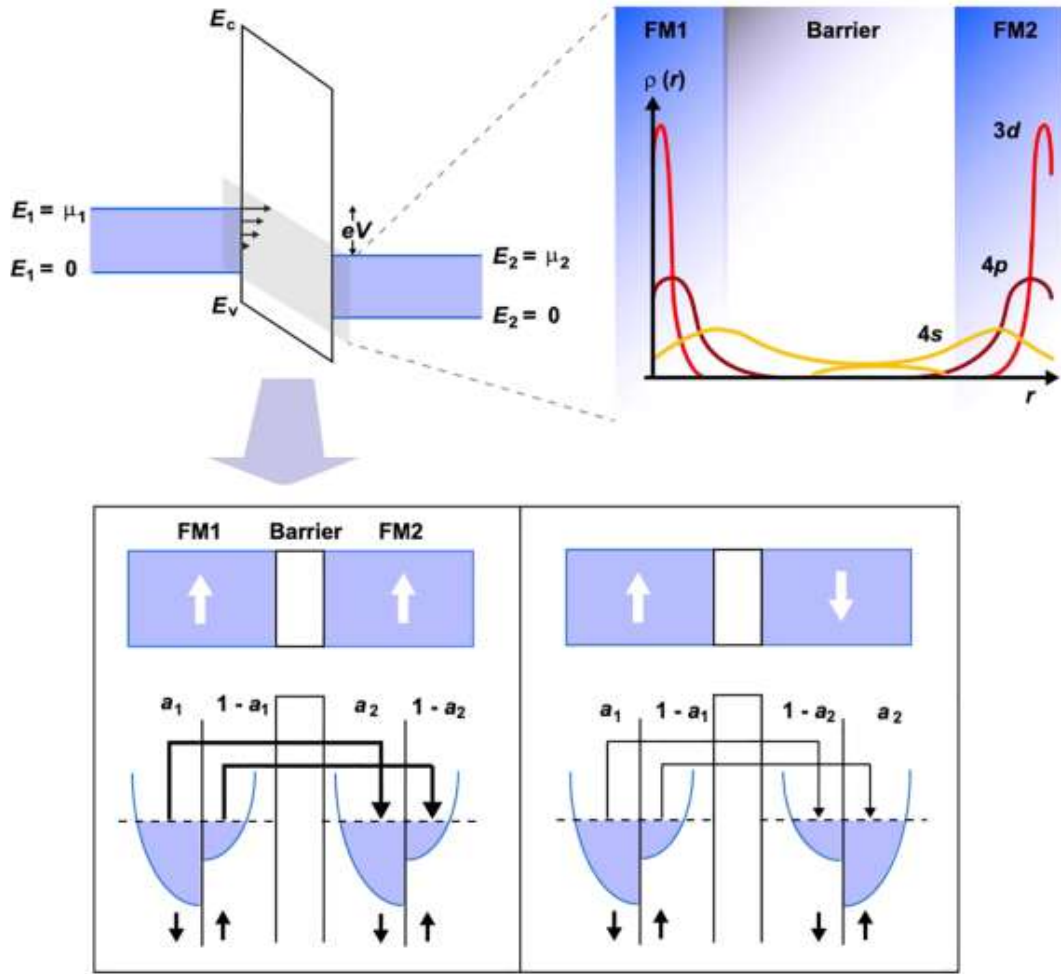 E_c
E_1 = μ_1
E_1 = 0
E_v
eV
E_2 = μ_2
E_2 = 0
FM1 Barrier FM2
ρ (r)
3d
4p
4s
r
FM1 Barrier FM2
a_1 1 - a_1 a_2 1 - a_2
a_1 1 - a_1 1 - a_2 a_2